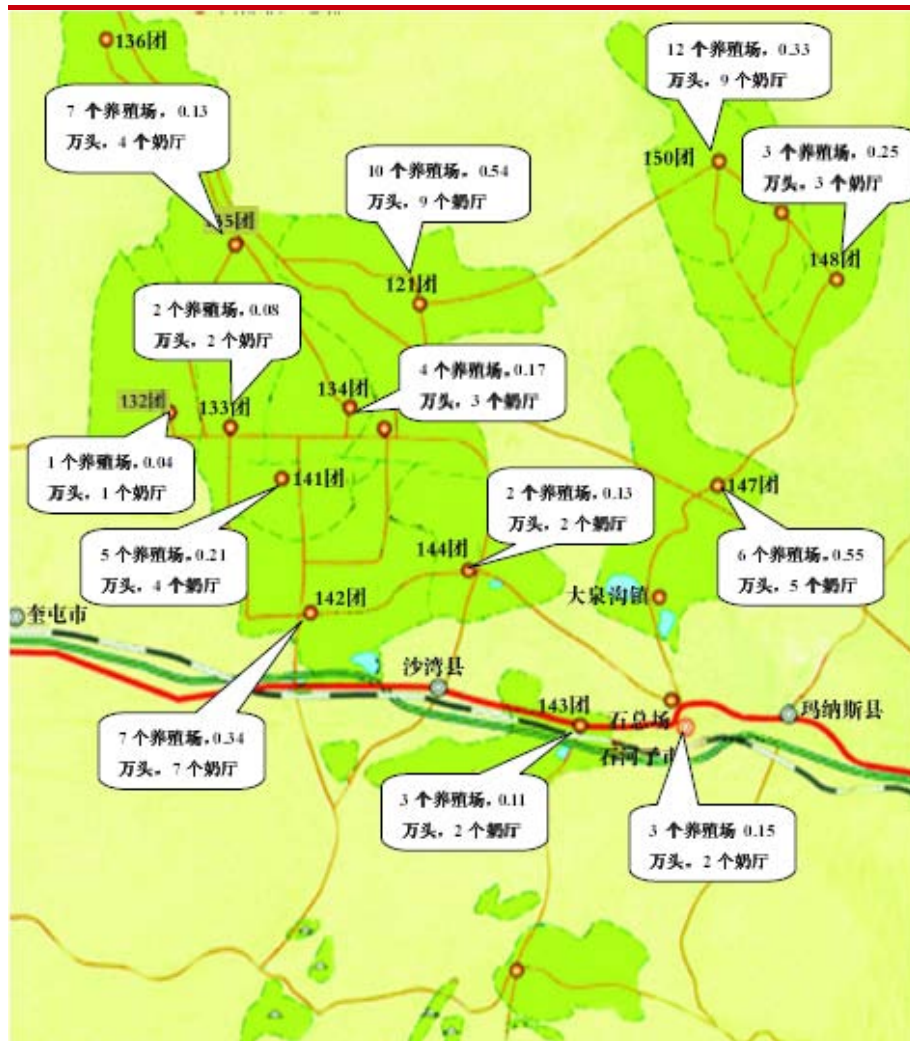 136团
12 个养殖场，0.33
万头，9 个奶厅
7 个养殖场，0.13
万头，4 个奶厅
150团
3 个养殖场，0.25
万头，3 个奶厅
10 个养殖场，0.54
万头，9 个奶厅
135团
148团
121团
2 个养殖场，0.08
万头，2 个奶厅
134团
4 个养殖场，0.17
万头，3 个奶厅
132团
133团
1 个养殖场，0.04
万头，1 个奶厅
141团
147团
2 个养殖场，0.13
万头，2 个奶厅
5 个养殖场，0.21
万头，4 个奶厅
144团
6 个养殖场，0.55
万头，5 个奶厅
142团
大泉沟镇
奎屯市
沙湾县
143团
石总场
玛纳斯县
石河子市
7 个养殖场，0.34
万头，7 个奶厅
3 个养殖场，0.11
万头，2 个奶厅
3 个养殖场 0.15
万头，2 个奶厅